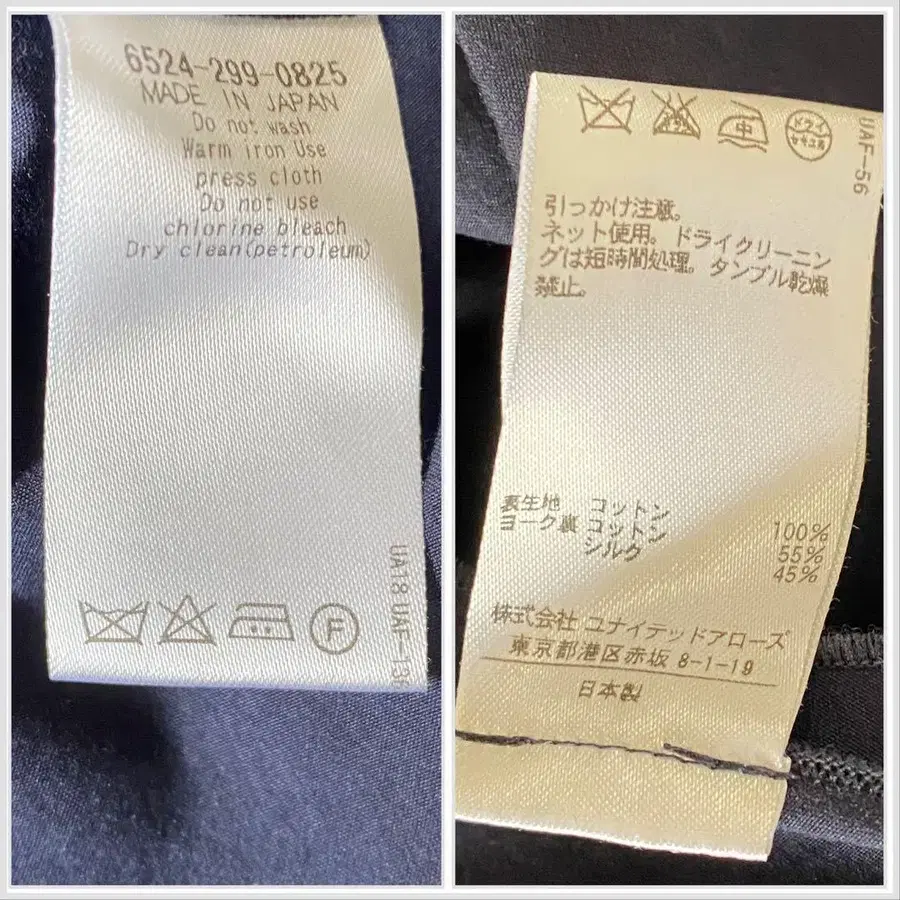 6524-299-0825
MADE IN JAPAN
Do not wash
Warm iron Use
press cloth
Do not use
chlorine bleach
Dry clean(petroleum)
UA18 UAF-13
F
中
ドライ
セキユ系
UAF-56
引っかけ注意。
ネット使用。ドライクリーニン
グは短時間処理。タンブル乾燥
禁止。
表生地 コットン 100%
ヨーク裏 コットン 55%
シルク 45%
株式会社 ユナイテッドアローズ
東京都港区赤坂 8-1-19
日本製